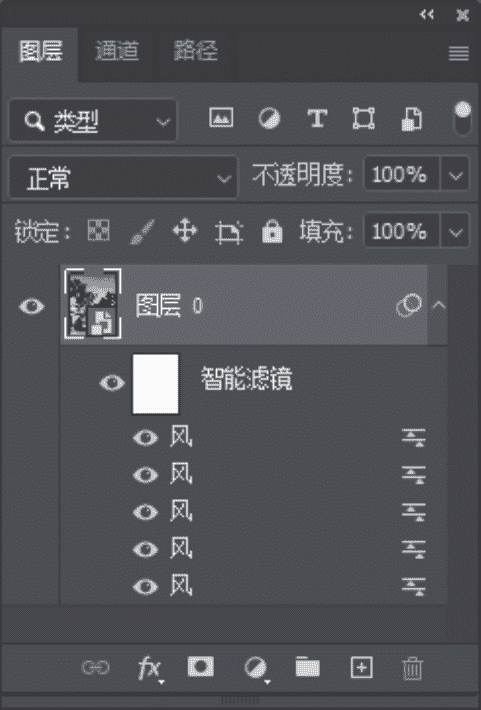 图层 通道 路径
类型
正常 不透明度: 100%
锁定: 填充: 100%
图层 0
智能滤镜
风
风
风
风
风
fx